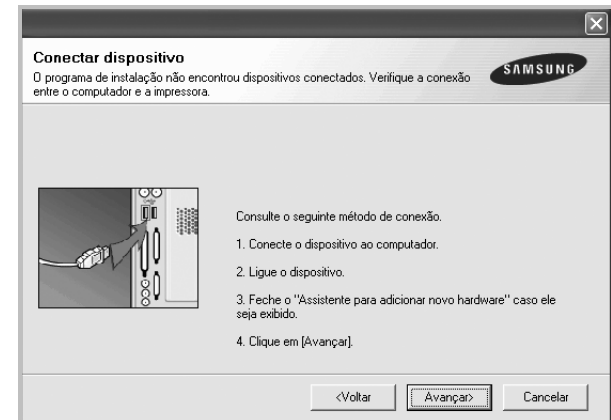 Conectar dispositivo
O programa de instalação não encontrou dispositivos conectados. Verifique a conexão
entre o computador e a impressora.
SAMSUNG
Consulte o seguinte método de conexão.
1. Conecte o dispositivo ao computador.
2. Ligue o dispositivo.
3. Feche o "Assistente para adicionar novo hardware" caso ele
seja exibido.
4. Clique em [Avançar].
<Voltar
Avançar>
Cancelar